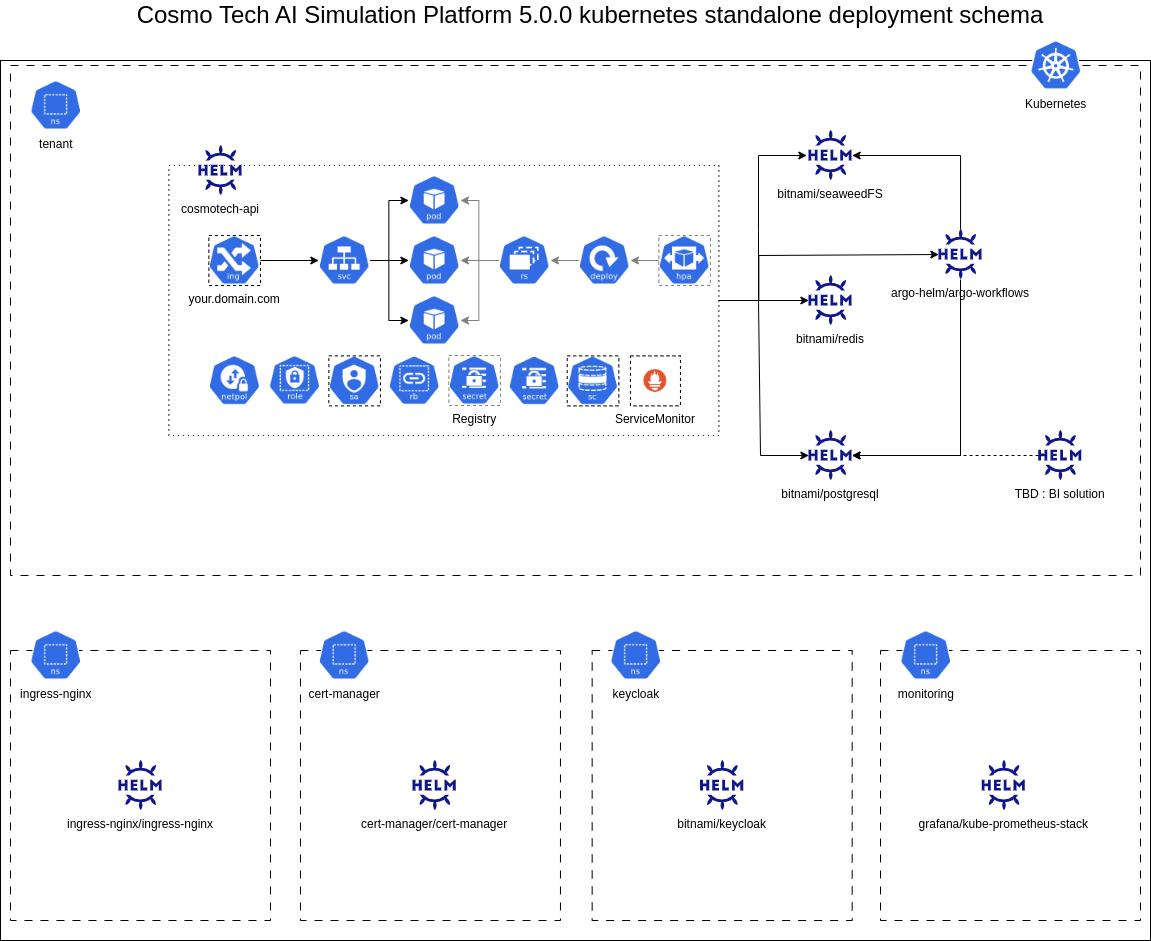 Cosmo Tech AI Simulation Platform 5.0.0 kubernetes standalone deployment schema
Kubernetes
ns
tenant
HELM
cosmotech-api
pod
ing
svc
pod
rs
deploy
hpa
your.domain.com
pod
netpol
role
sa
rb
secret
secret
sc
Registry
ServiceMonitor
HELM
bitnami/seaweedFS
HELM
argo-helm/argo-workflows
HELM
bitnami/redis
HELM
bitnami/postgresql
HELM
TBD : BI solution
ns
ingress-nginx
HELM
ingress-nginx/ingress-nginx
ns
cert-manager
HELM
cert-manager/cert-manager
ns
keycloak
HELM
bitnami/keycloak
ns
monitoring
HELM
grafana/kube-prometheus-stack